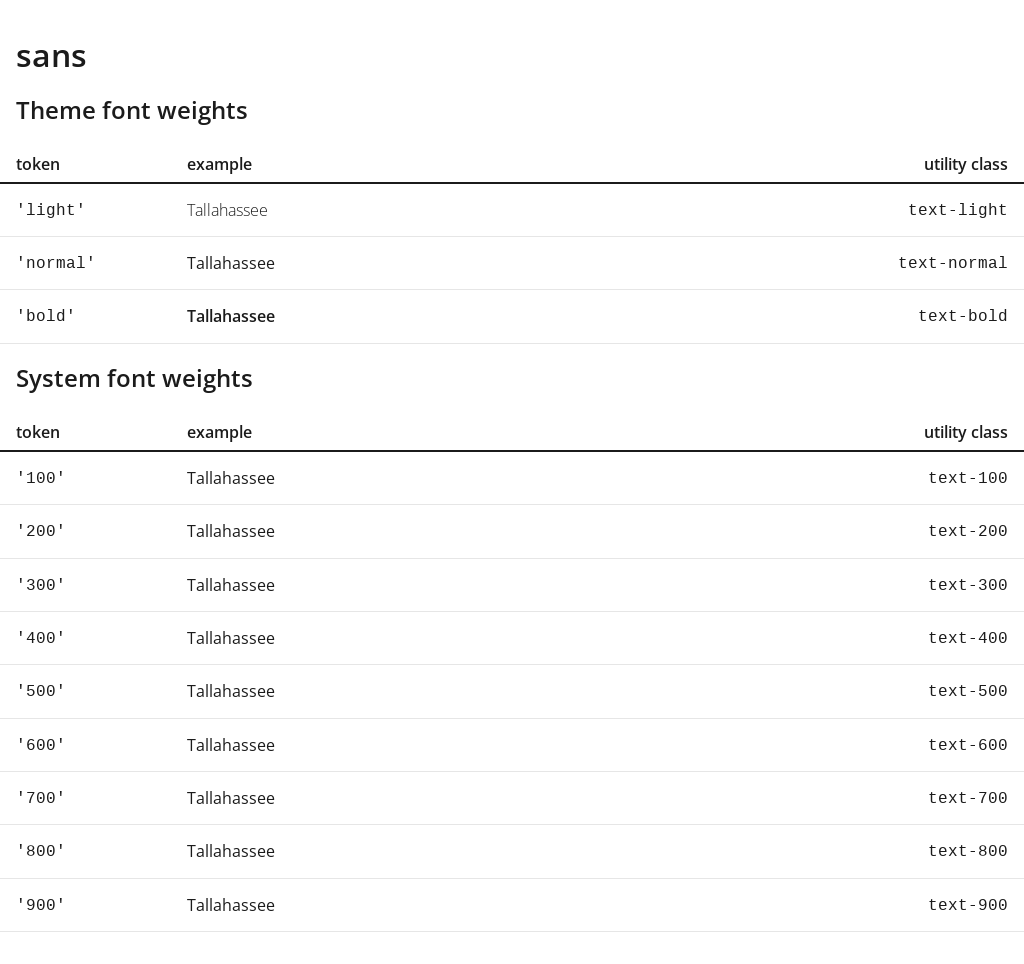 sans
Theme font weights
token example utility class
'light' Tallahassee text-light
'normal' Tallahassee text-normal
'bold' Tallahassee text-bold
System font weights
token example utility class
'100' Tallahassee text-100
'200' Tallahassee text-200
'300' Tallahassee text-300
'400' Tallahassee text-400
'500' Tallahassee text-500
'600' Tallahassee text-600
'700' Tallahassee text-700
'800' Tallahassee text-800
'900' Tallahassee text-900